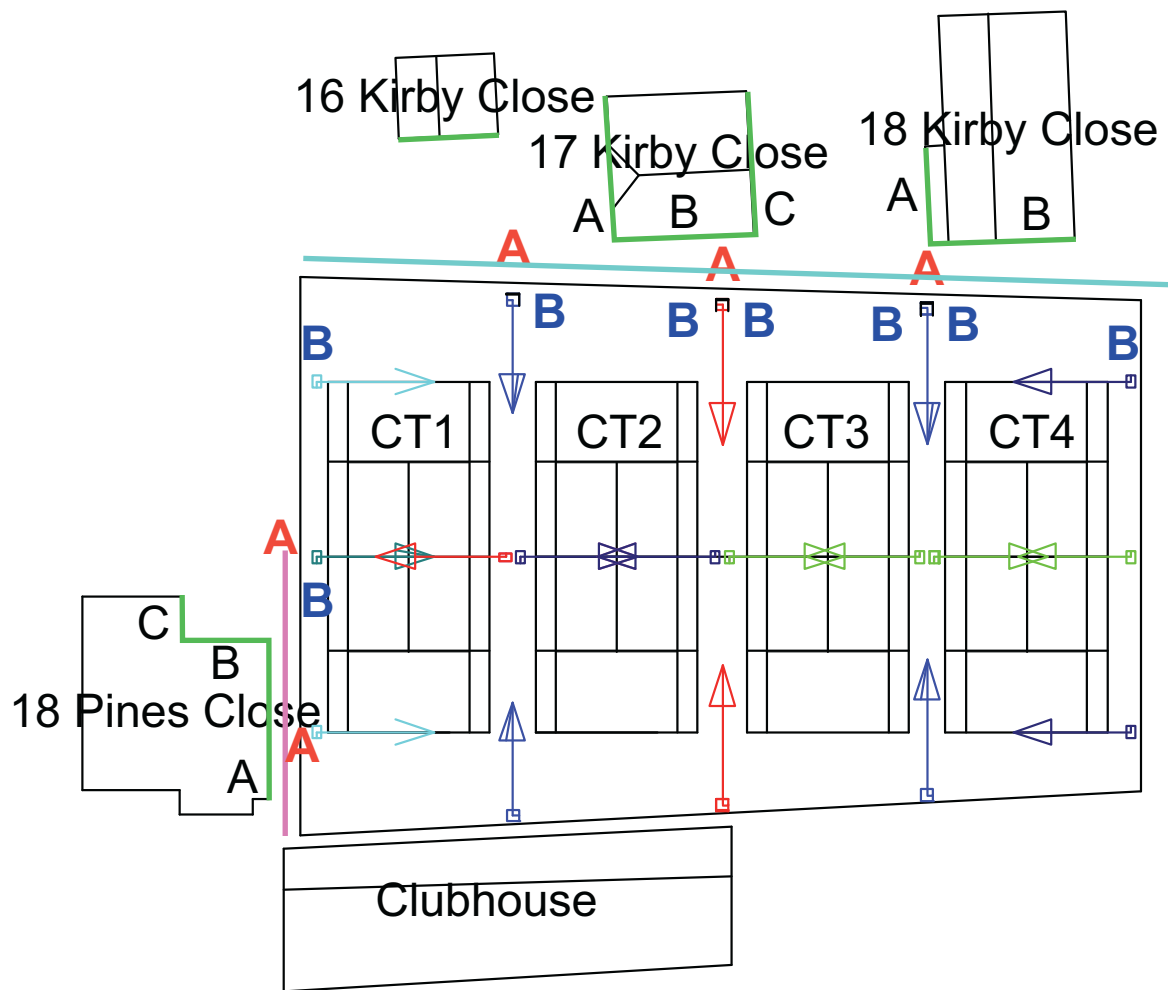 16 Kirby Close
17 Kirby Close
18 Kirby Close
A B C
A B
A A A
B B B B B
B B
CT1 CT2 CT3 CT4
A
B
C
B
18 Pines Close
A
A
Clubhouse